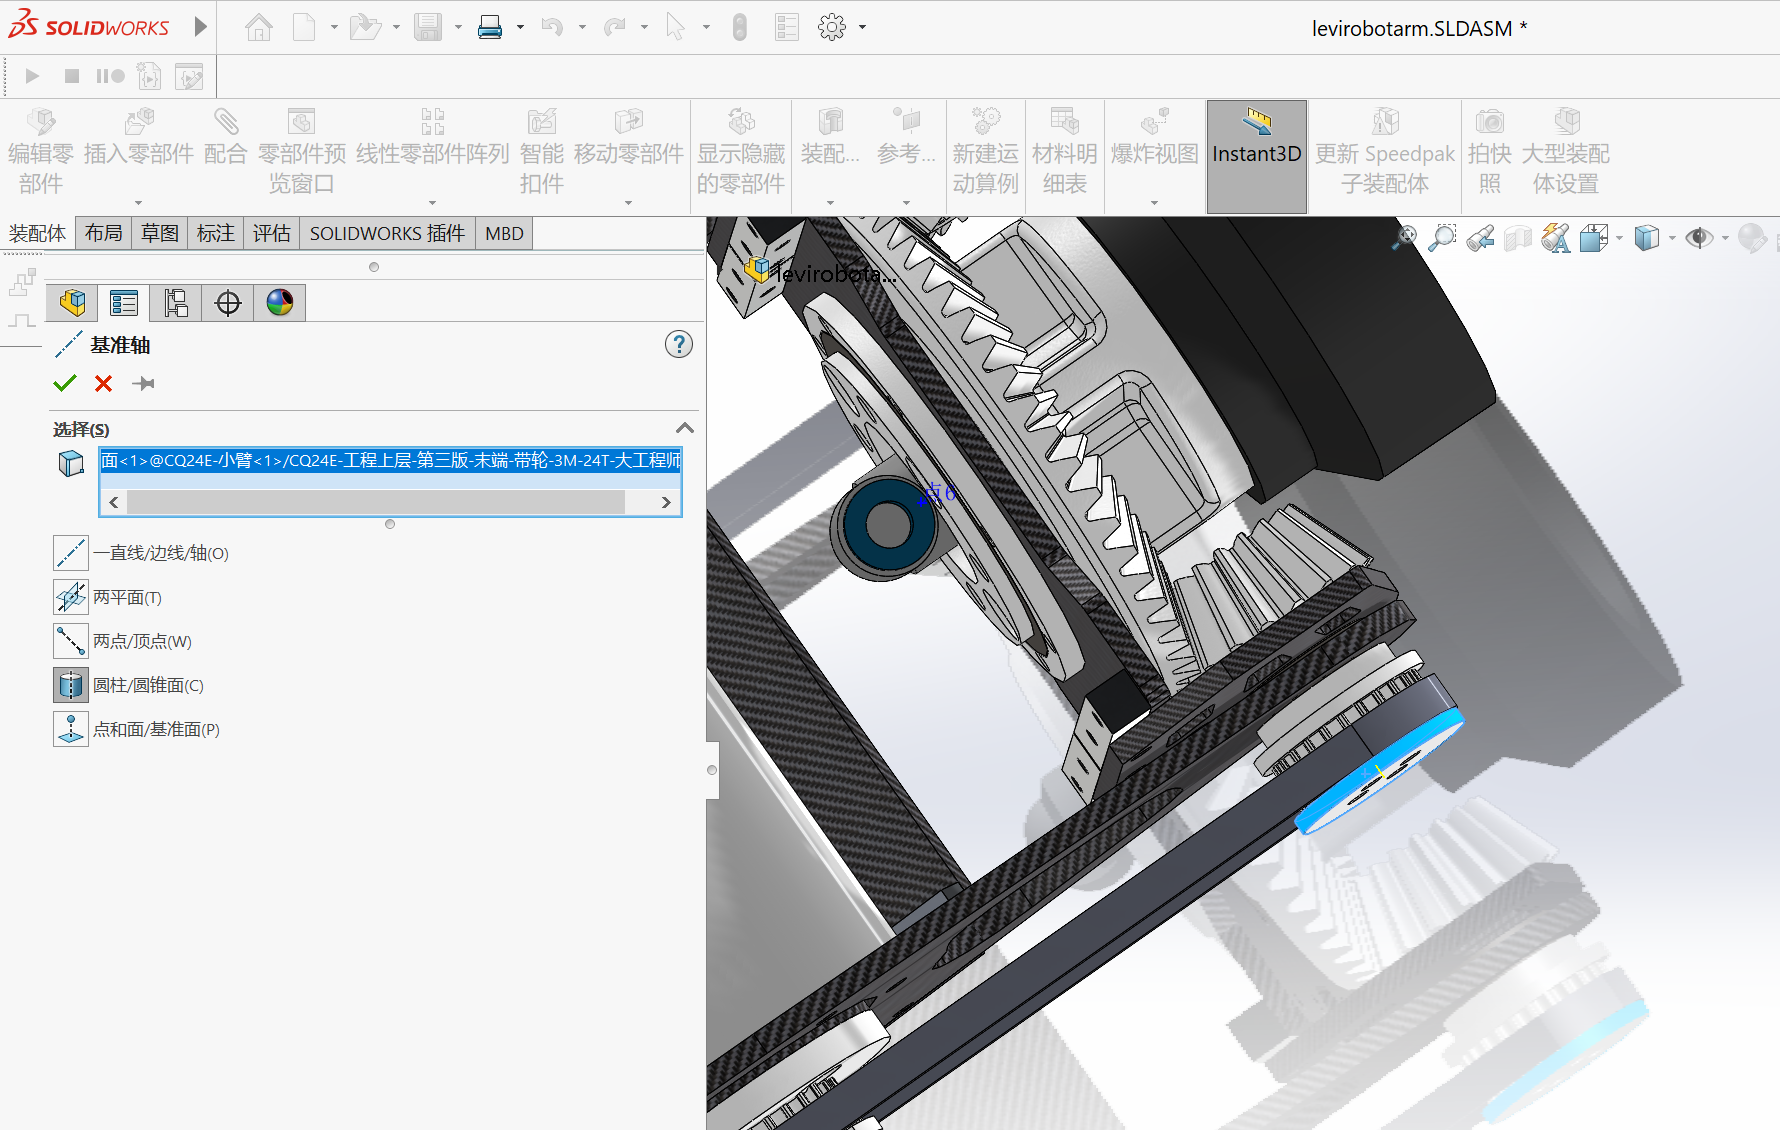 SOLIDWORKS
levirobotarm.SLDASM *
编辑零部件
插入零部件
配合
零部件预览窗口
线性零部件阵列
智能扣件
移动零部件
显示隐藏的零部件
装配...
参考...
新建运动算例
材料明细表
爆炸视图
Instant3D
更新 Speedpak 子装配体
拍快照
大型装配体设置
装配体
布局
草图
标注
评估
SOLIDWORKS 插件
MBD
levirobota...
基准轴
选择(S)
面<1>@CQ24E-小臂<1>/CQ24E-工程上层-第三版-末端-带轮-3M-24T-大工程师
点6
一直线/边线/轴(O)
两平面(T)
两点/顶点(W)
圆柱/圆锥面(C)
点和面/基准面(P)